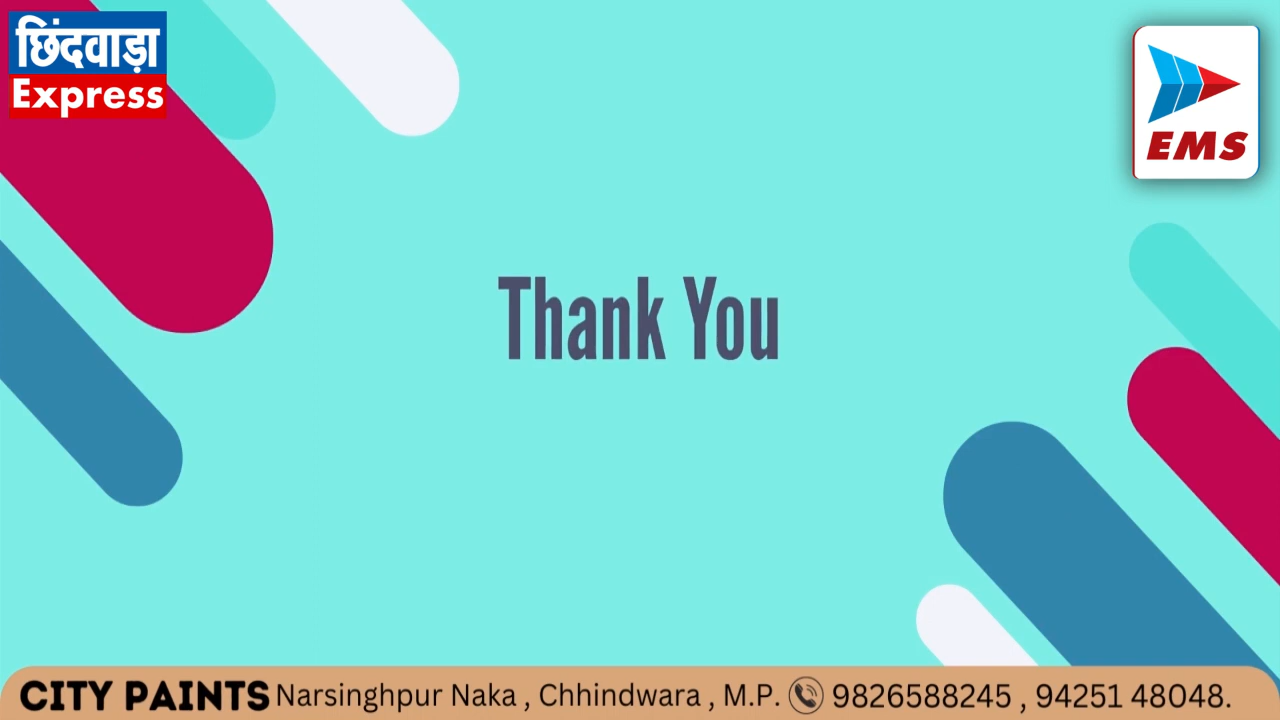 छिंदवाड़ा
Express
EMS
Thank You
CITY PAINTS Narsinghpur Naka , Chhindwara , M.P. 9826588245 , 94251 48048.